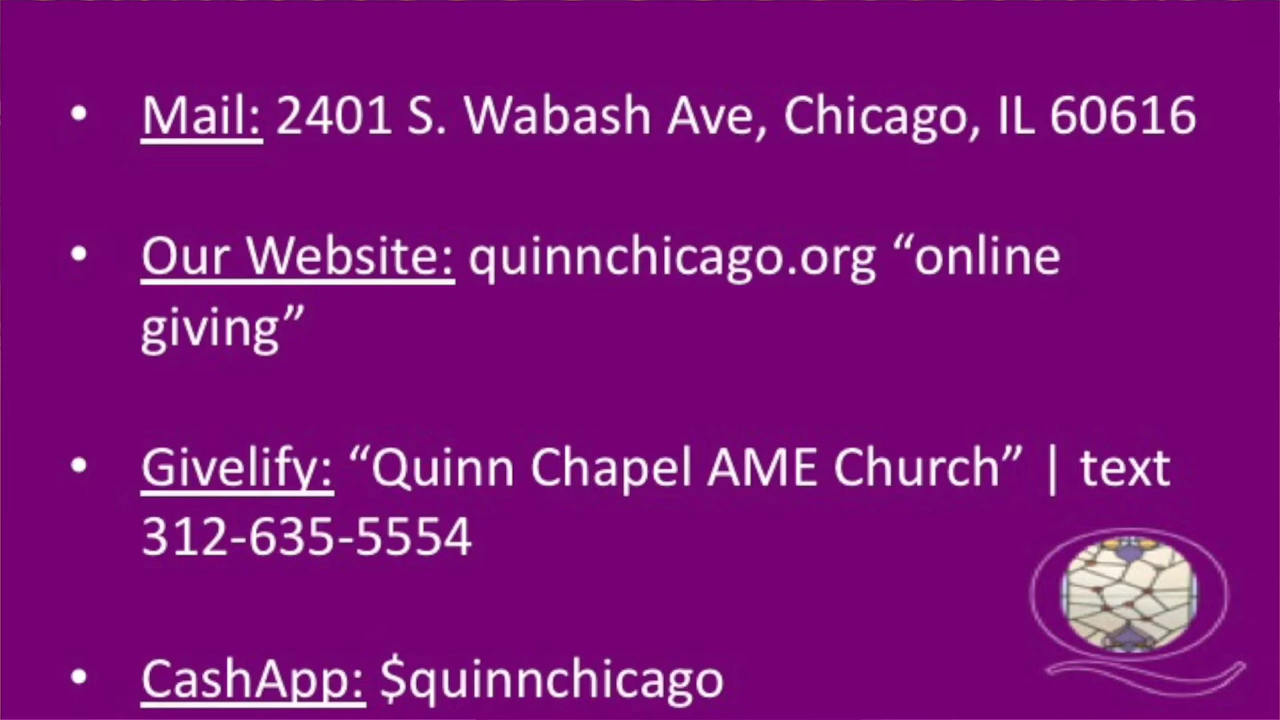 • Mail: 2401 S. Wabash Ave, Chicago, IL 60616
• Our Website: quinnchicago.org “online
giving”
• Givelify: “Quinn Chapel AME Church” | text
312-635-5554
• CashApp: $quinnchicago